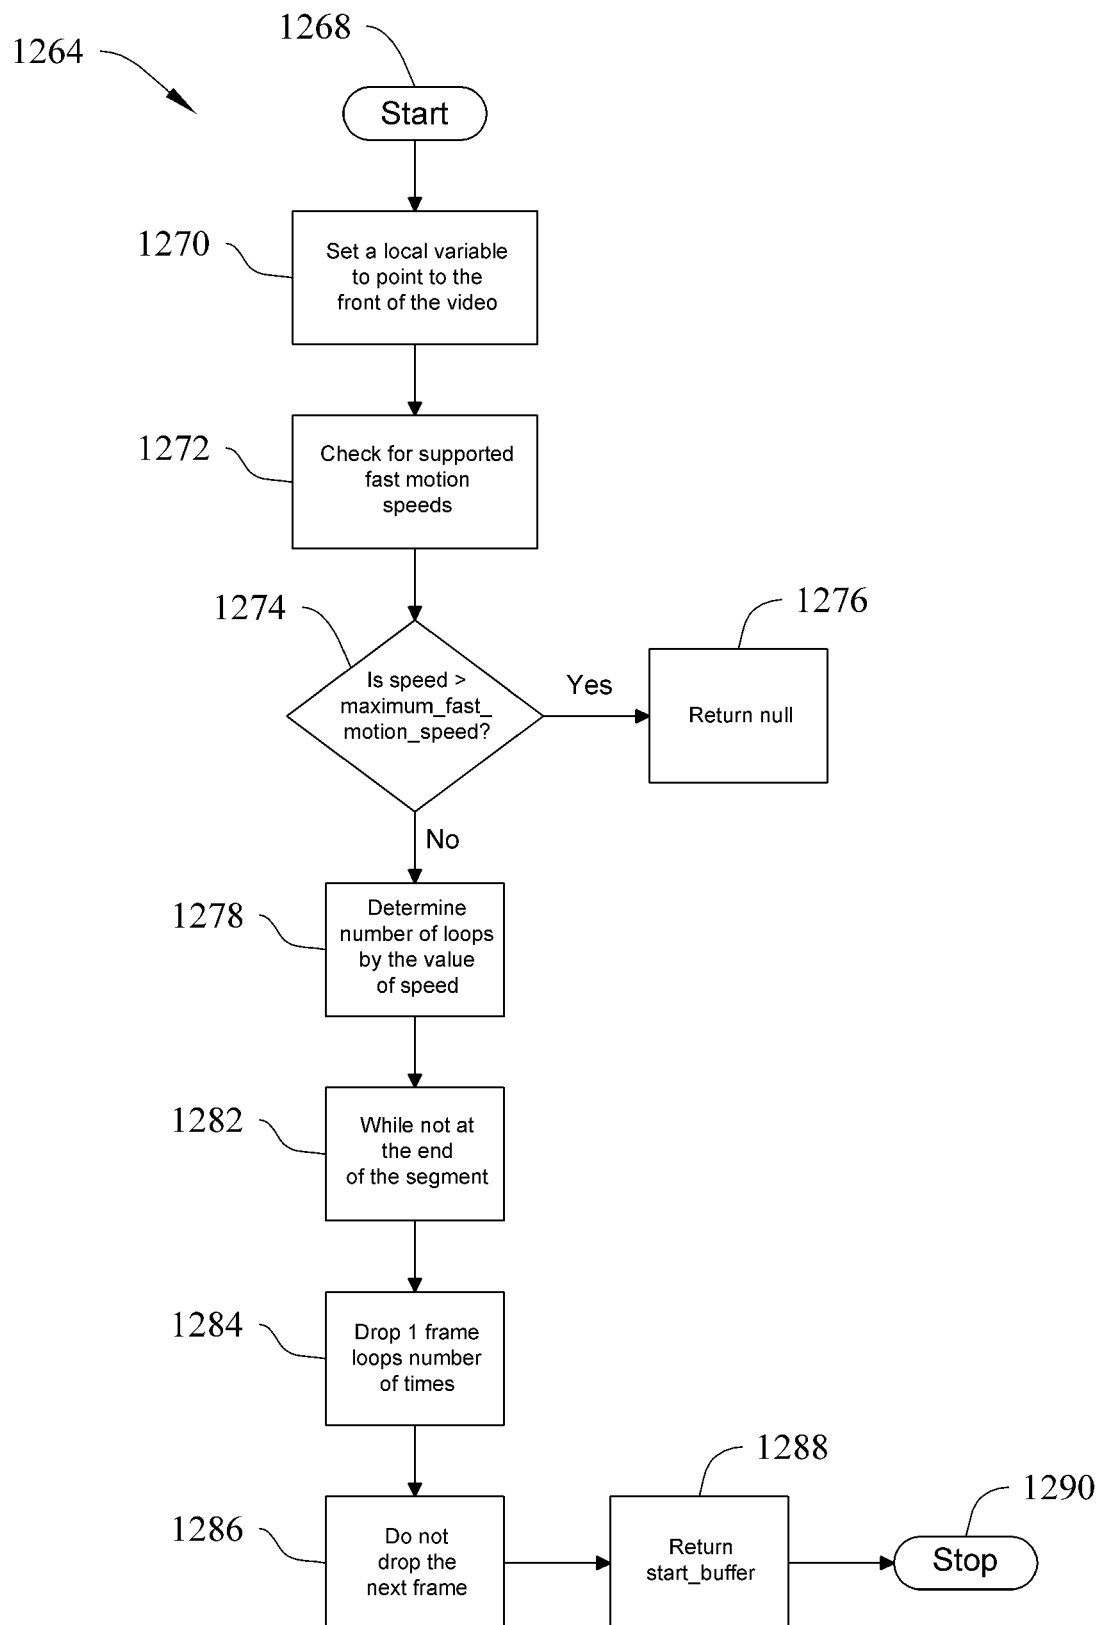 1268
1264
Start
1270
Set a local variable
to point to the
front of the video
1272
Check for supported
fast motion
speeds
1274
Is speed >
maximum_fast_
motion_speed?
Yes
1276
Return null
No
1278
Determine
number of loops
by the value
of speed
1282
While not at
the end
of the segment
1284
Drop 1 frame
loops number
of times
1286
Do not
drop the
next frame
1288
Return
start_buffer
1290
Stop